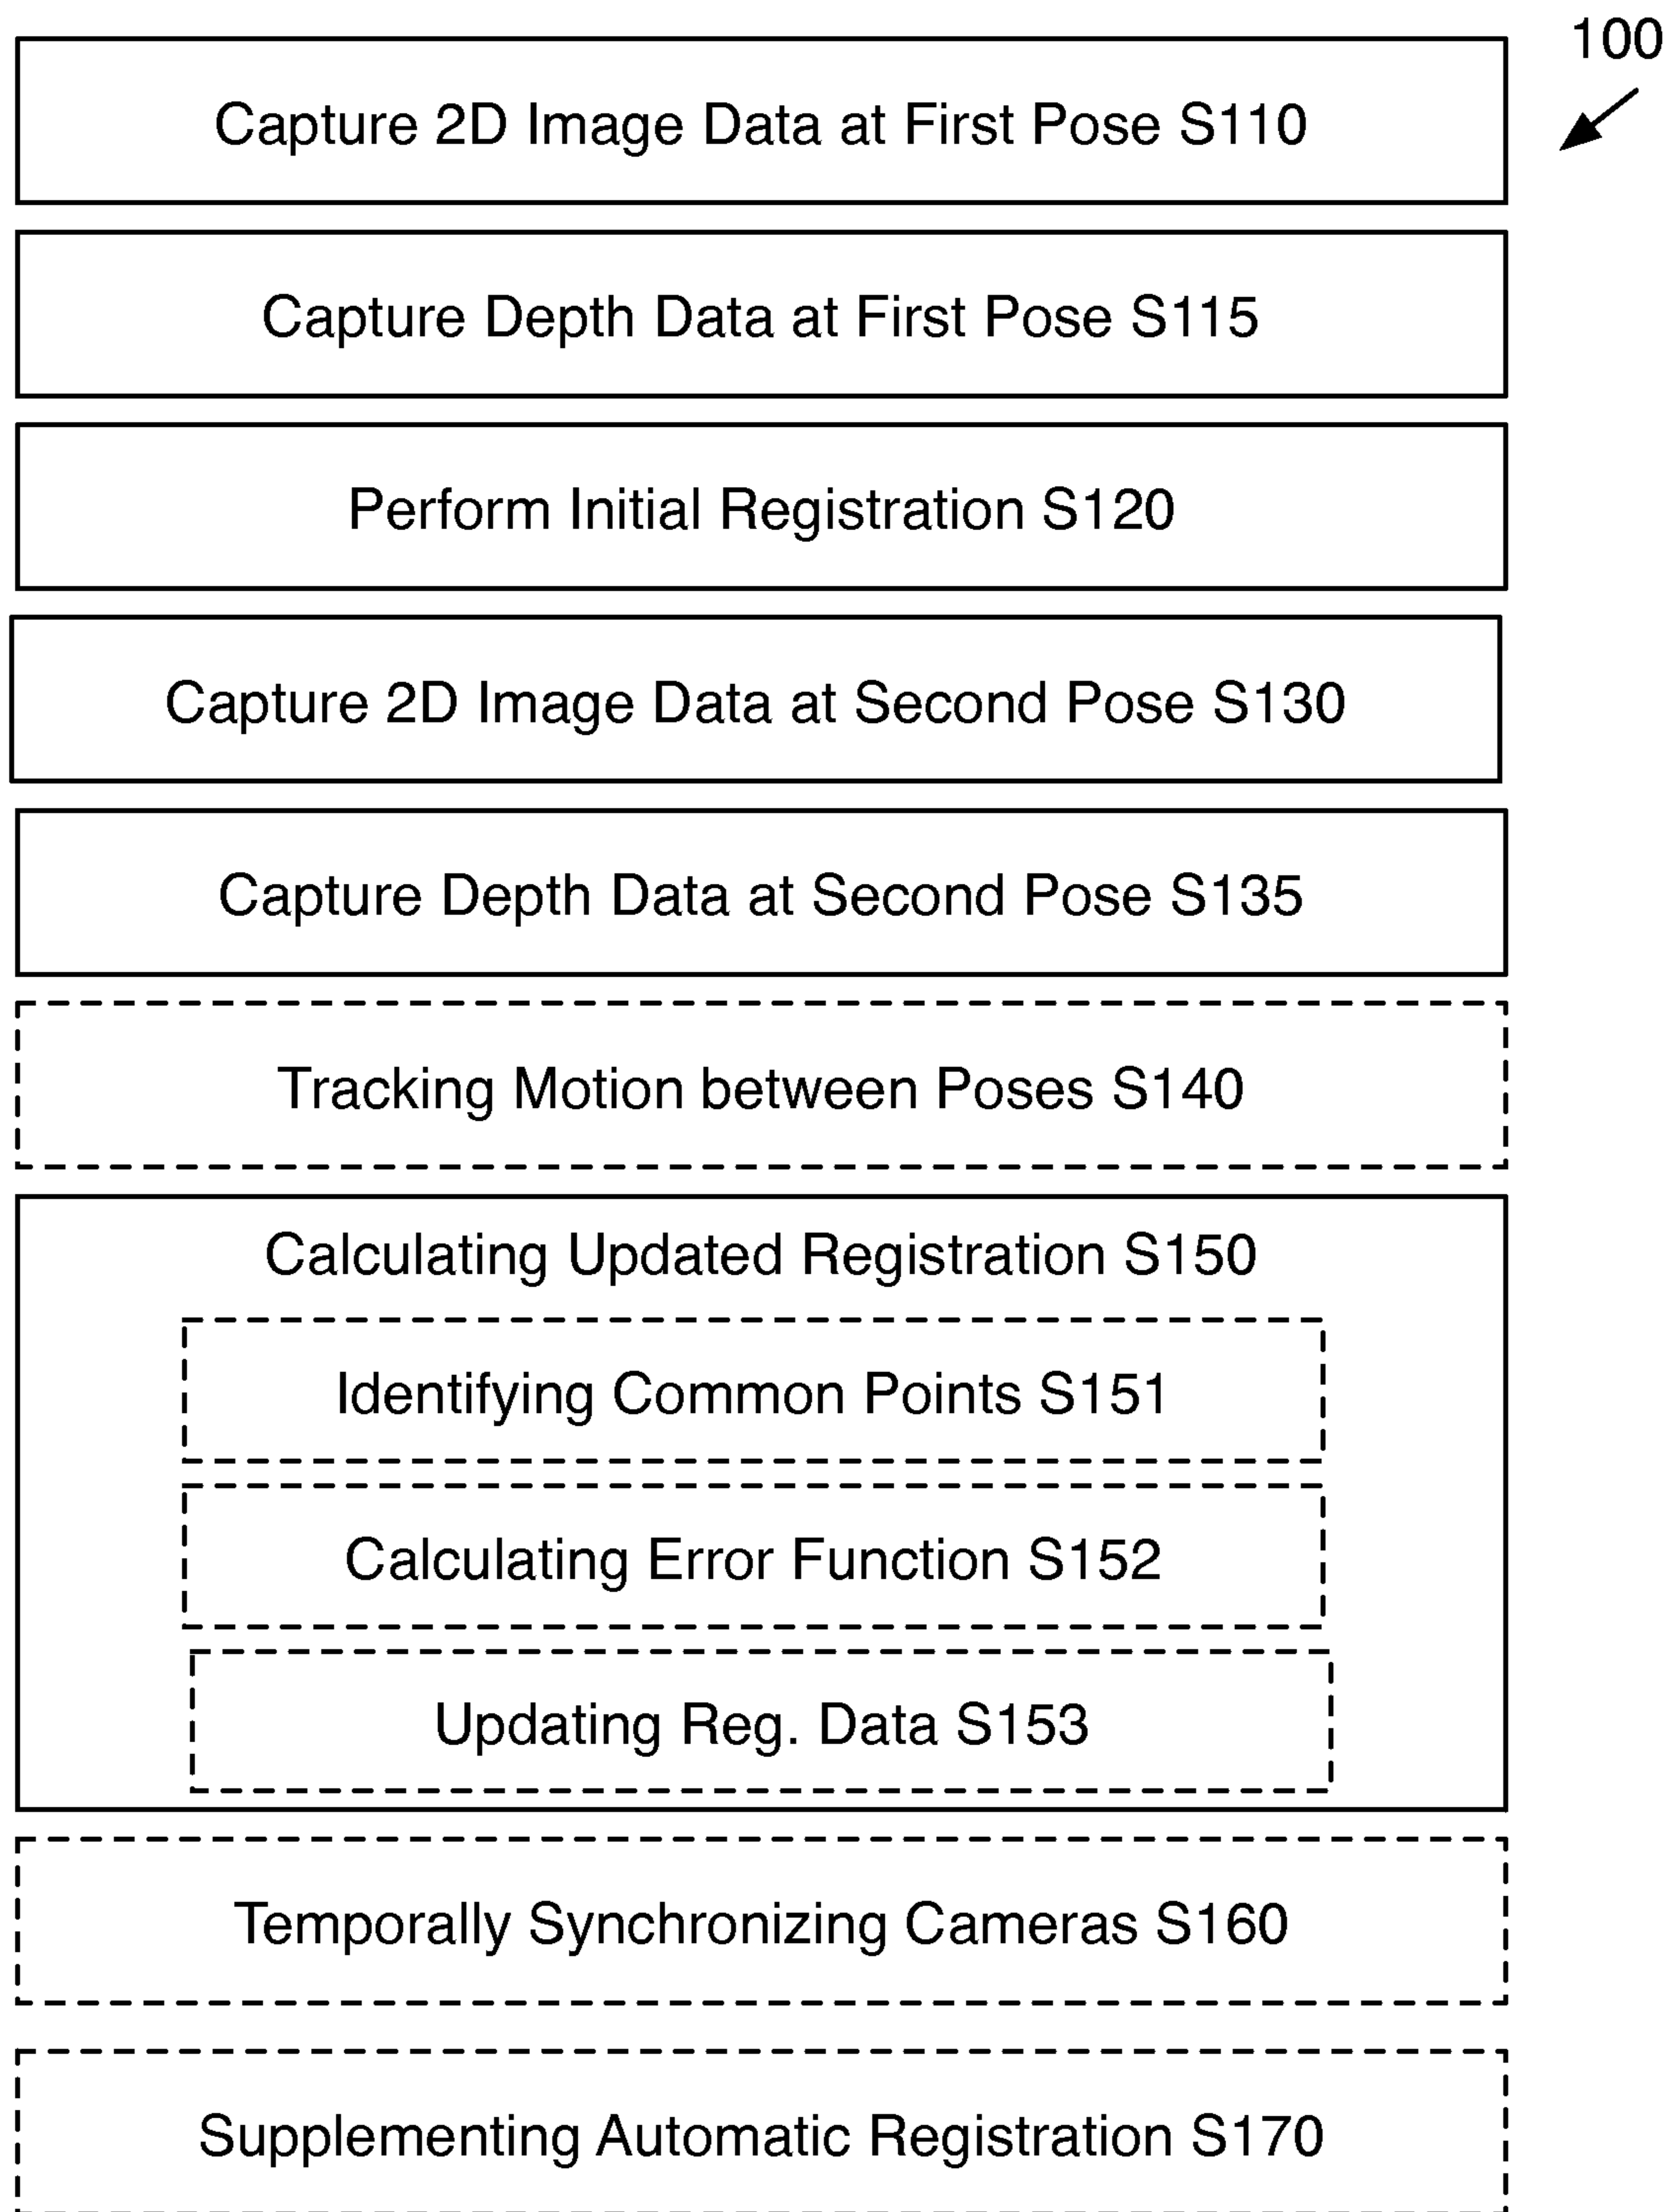 100
Capture 2D Image Data at First Pose S110
Capture Depth Data at First Pose S115
Perform Initial Registration S120
Capture 2D Image Data at Second Pose S130
Capture Depth Data at Second Pose S135
Tracking Motion between Poses S140
Calculating Updated Registration S150
Identifying Common Points S151
Calculating Error Function S152
Updating Reg. Data S153
Temporally Synchronizing Cameras S160
Supplementing Automatic Registration S170